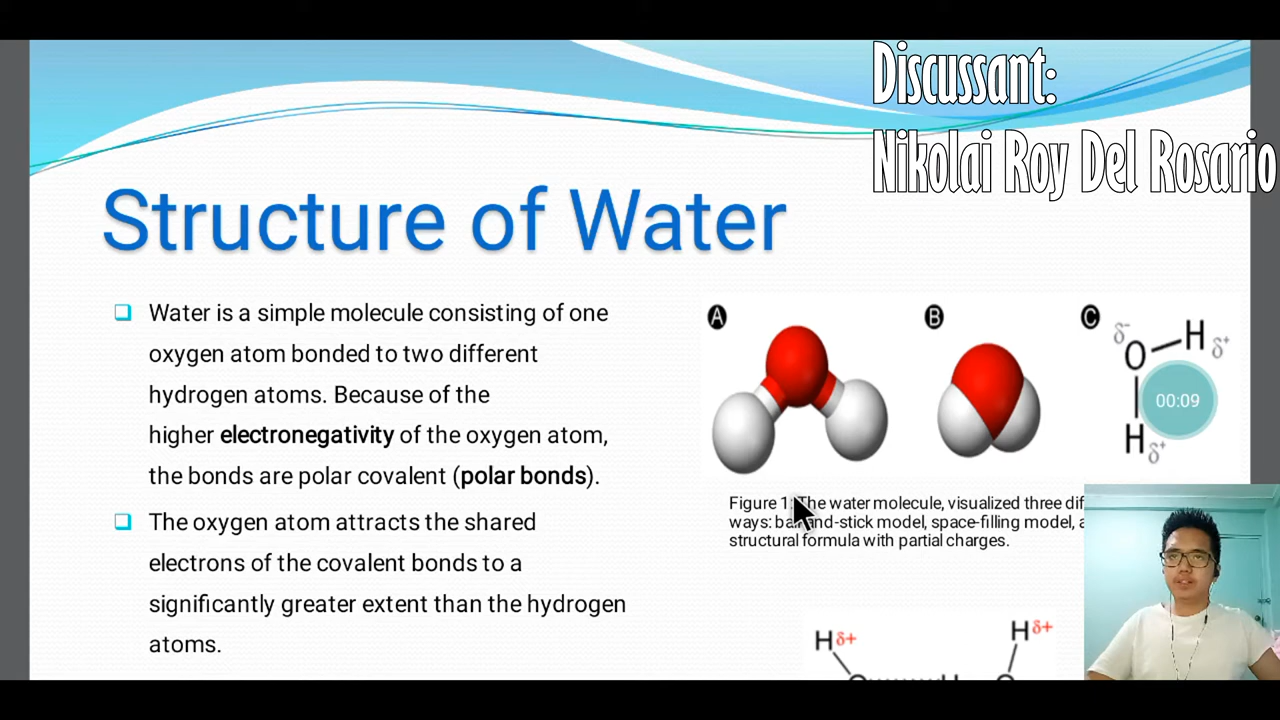 Discussant:
Nikolai Roy Del Rosario
Structure of Water
Water is a simple molecule consisting of one
oxygen atom bonded to two different
hydrogen atoms. Because of the
higher electronegativity of the oxygen atom,
the bonds are polar covalent (polar bonds).
The oxygen atom attracts the shared
electrons of the covalent bonds to a
significantly greater extent than the hydrogen
atoms.
A
B
C
δ-
O
H
δ+
00:09
H
δ+
Figure 1: The water molecule, visualized three
ways: and-stick model, space-filling model,
structural formula with partial charges.
H δ+
H δ+